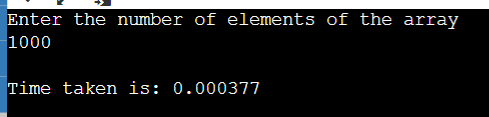 Enter the number of elements of the array
1000
Time taken is: 0.000377